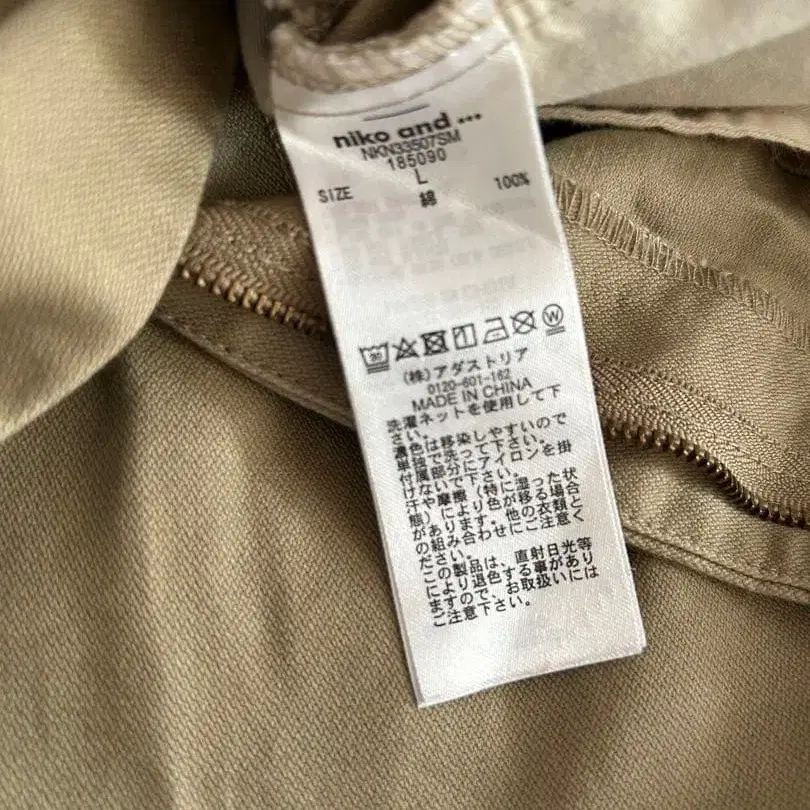 niko and ...
NKN33507SM
185090
SIZE L
綿 100%
(株)アダストリア
0120-601-162
MADE IN CHINA
洗濯ネットを使用して下
さい。
濃色は移染しやすいので
単独で洗って下さい。
付属部分にアイロンを掛
けないで下さい。
汗や摩擦(特に湿った状
態)により色が移る場合
があります。他の衣類と
の組み合わせにご注意く
ださい。
この製品は、直射日光等
により退色する事があり
ますので、お取扱いには
ご注意下さい。